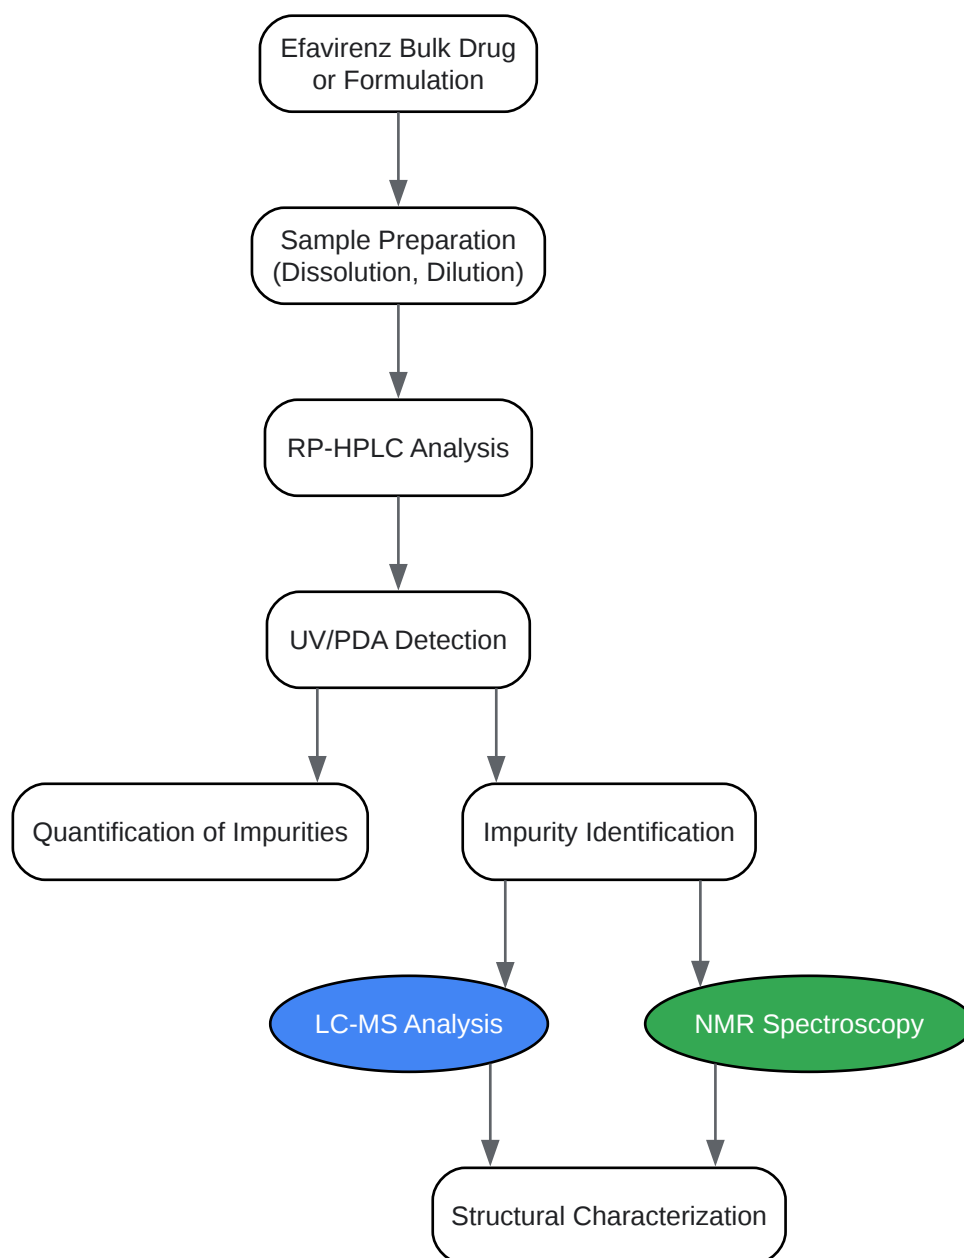 Efavirenz Bulk Drug
or Formulation
Sample Preparation
(Dissolution, Dilution)
RP-HPLC Analysis
UV/PDA Detection
Quantification of Impurities
Impurity Identification
LC-MS Analysis
NMR Spectroscopy
Structural Characterization